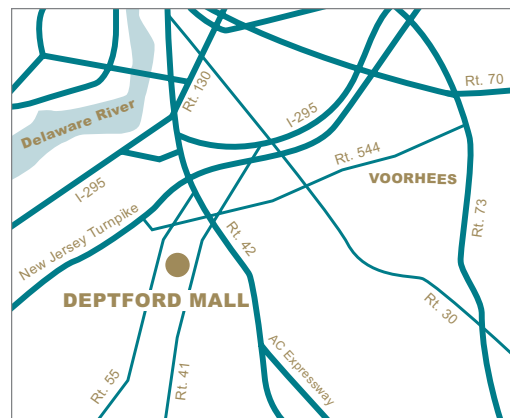 Rt. 70
Rt. 130
Delaware River
I-295
Rt. 544
VOORHEES
I-295
New Jersey Turnpike
Rt. 73
Rt. 42
DEPTFORD MALL
Rt. 30
AC Expressway
Rt. 55
Rt. 41